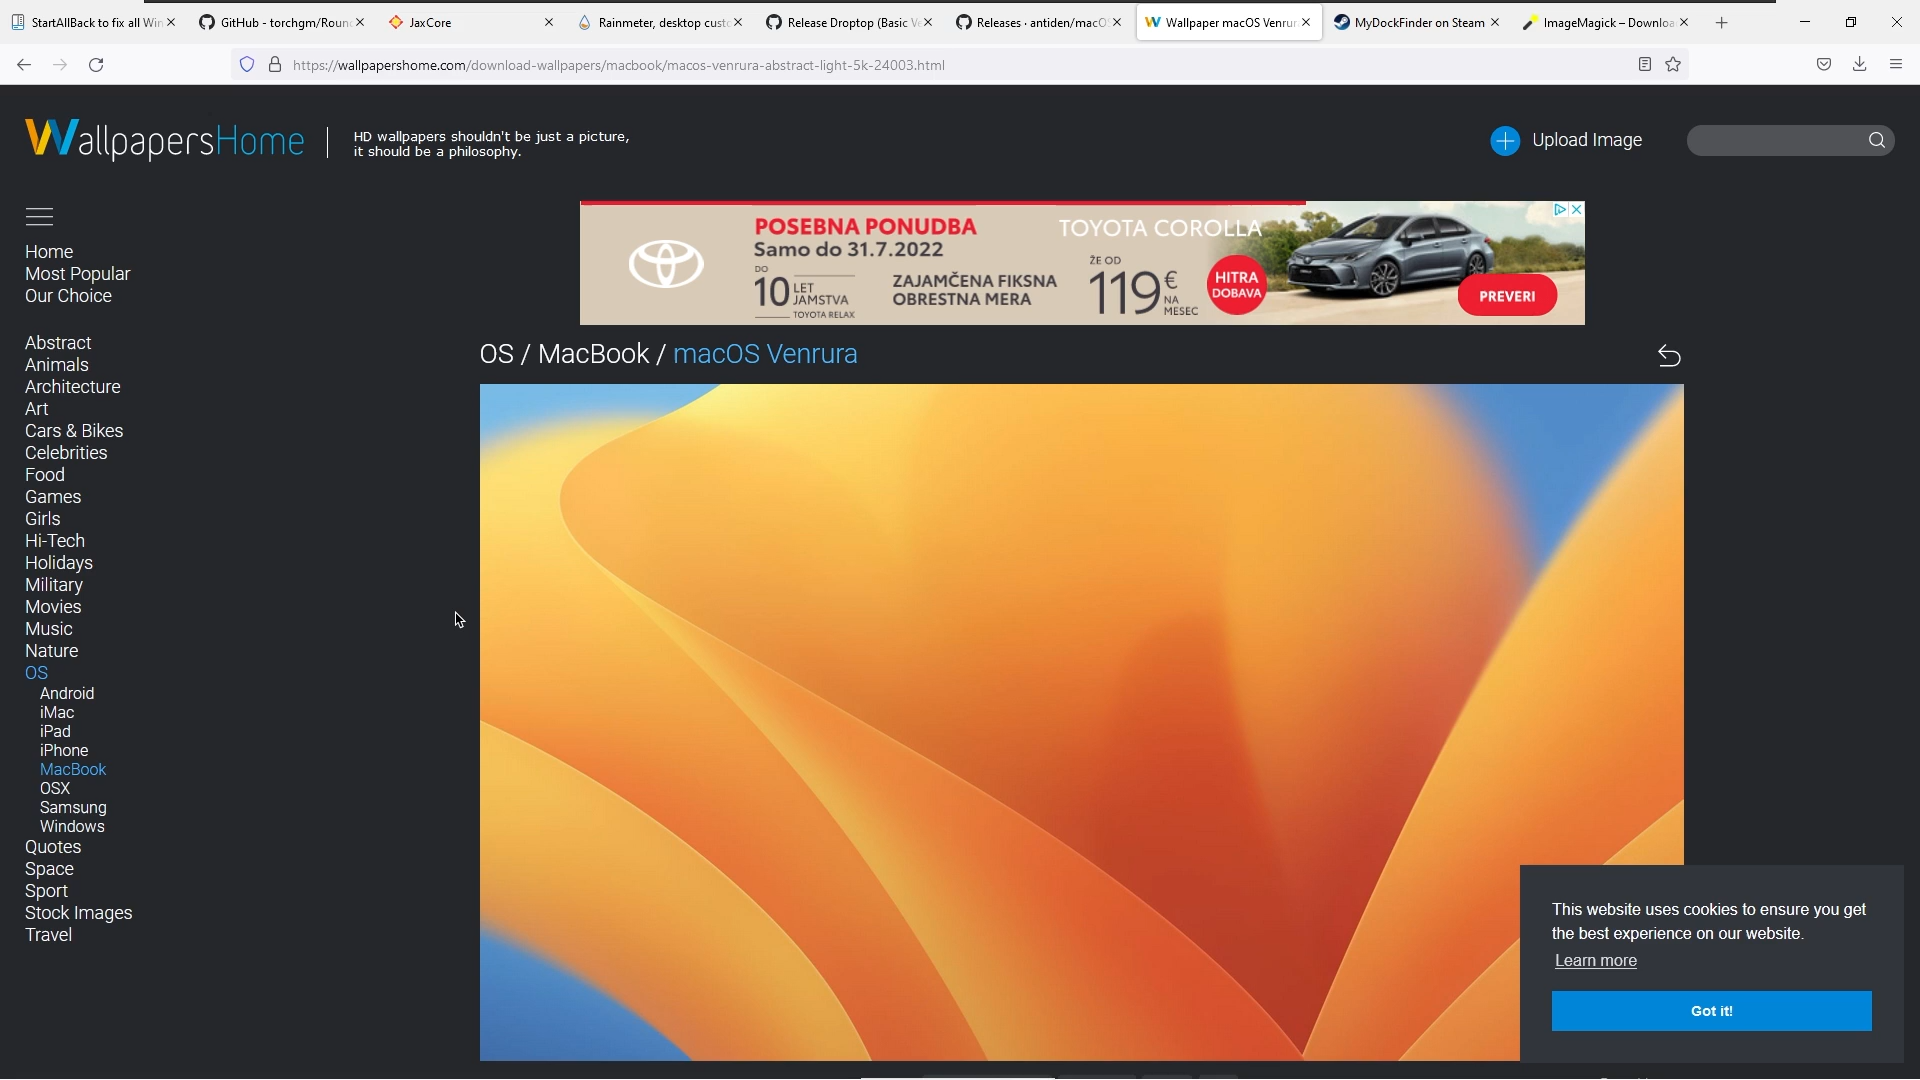 StartAllBack to fix all Win
GitHub - torchgm/Roun
JaxCore
Rainmeter, desktop custo
Release Droptop (Basic Ve
Releases · antiden/macO
Wallpaper macOS Venrur
MyDockFinder on Steam
ImageMagick – Downloa
https://wallpapershome.com/download-wallpapers/macbook/macos-venrura-abstract-light-5k-24003.html
WallpapersHome
HD wallpapers shouldn't be just a picture,
it should be a philosophy.
Upload Image
POSEBNA PONUDBA
Samo do 31.7.2022
DO
10 LET
JAMSTVA
TOYOTA RELAX
ZAJAMČENA FIKSNA
OBRESTNA MERA
TOYOTA COROLLA
ŽE OD
119 €
NA
MESEC
HITRA
DOBAVA
PREVERI
Home
Most Popular
Our Choice
Abstract
Animals
Architecture
Art
Cars & Bikes
Celebrities
Food
Games
Girls
Hi-Tech
Holidays
Military
Movies
Music
Nature
OS
Android
iMac
iPad
iPhone
MacBook
OSX
Samsung
Windows
Quotes
Space
Sport
Stock Images
Travel
OS / MacBook / macOS Venrura
This website uses cookies to ensure you get
the best experience on our website.
Learn more
Got it!